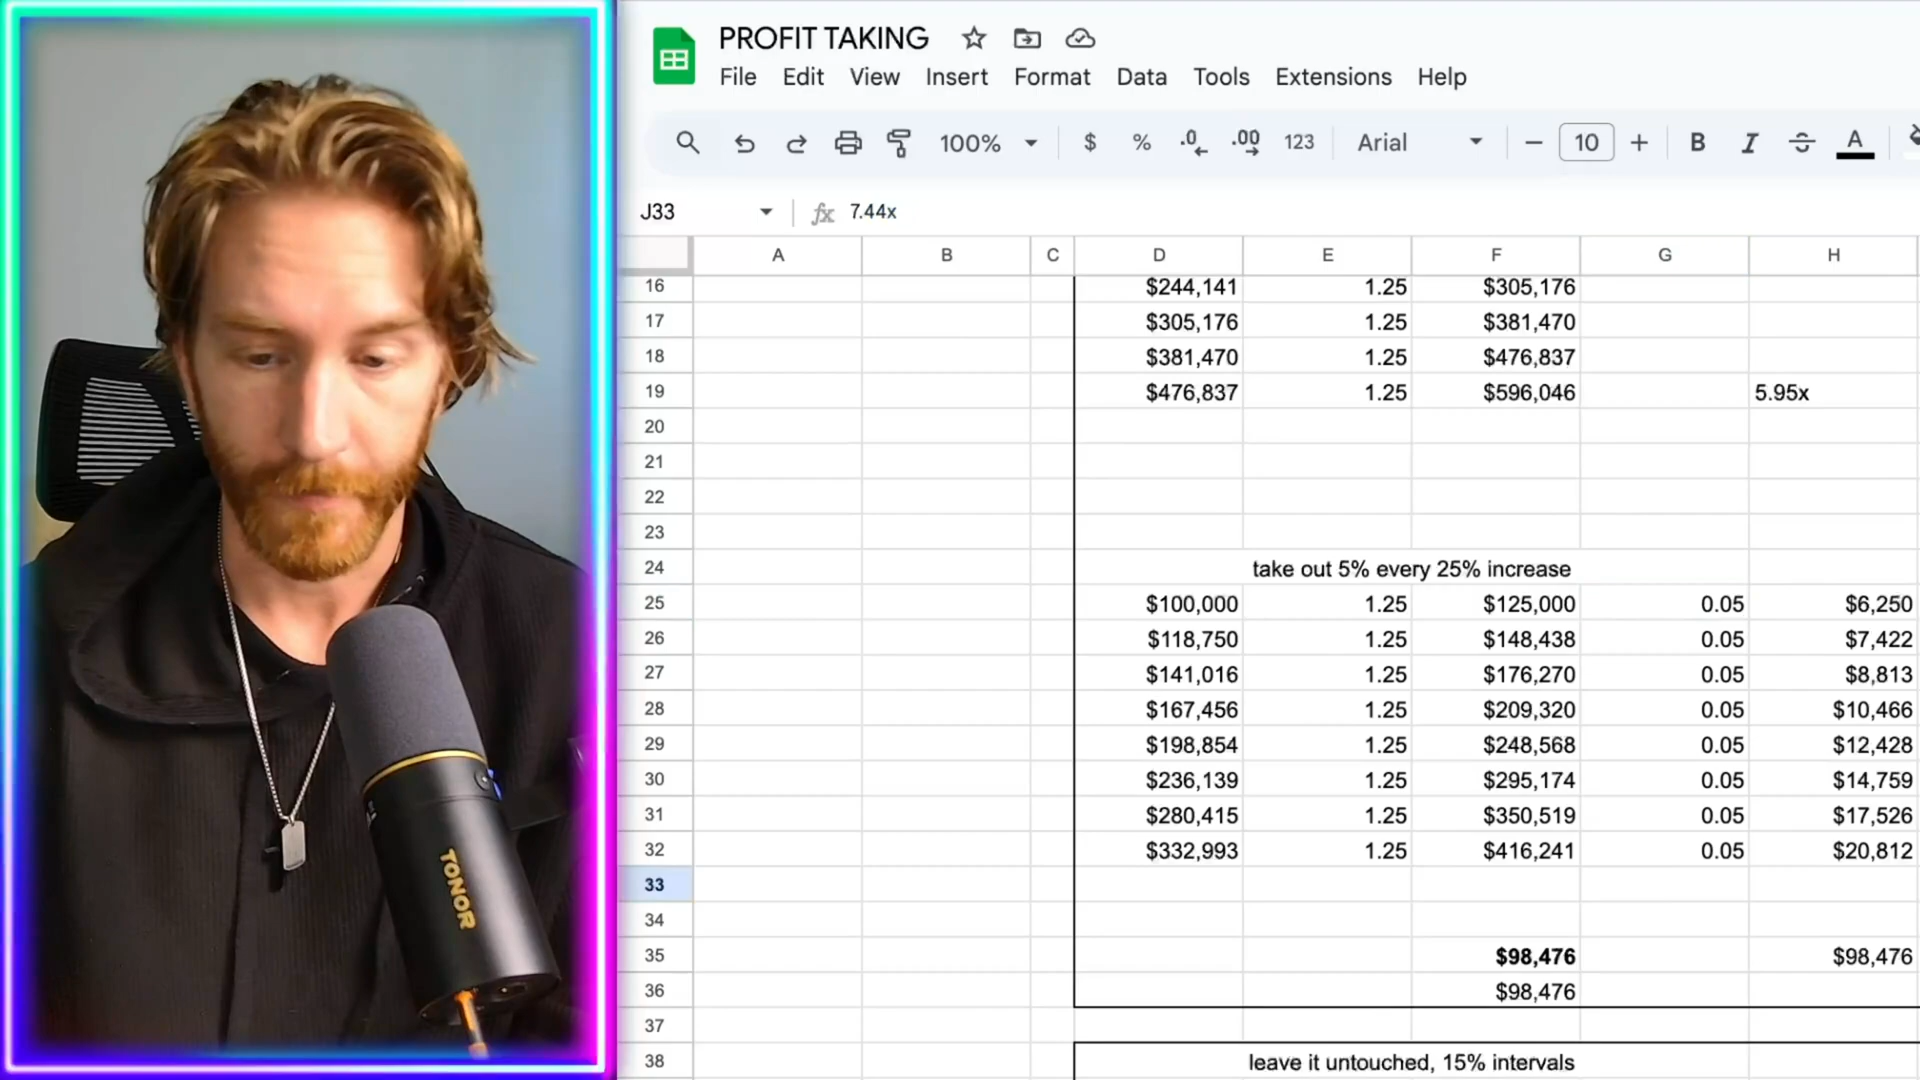 PROFIT TAKING
File Edit View Insert Format Data Tools Extensions Help
100% $ % .0 .00 123 Arial 10 B I S A
J33 fx 7.44x
A B C D E F G H
16 $244,141 1.25 $305,176
17 $305,176 1.25 $381,470
18 $381,470 1.25 $476,837
19 $476,837 1.25 $596,046 5.95x
20
21
22
23
24 take out 5% every 25% increase
25 $100,000 1.25 $125,000 0.05 $6,250
26 $118,750 1.25 $148,438 0.05 $7,422
27 $141,016 1.25 $176,270 0.05 $8,813
28 $167,456 1.25 $209,320 0.05 $10,466
29 $198,854 1.25 $248,568 0.05 $12,428
30 $236,139 1.25 $295,174 0.05 $14,759
31 $280,415 1.25 $350,519 0.05 $17,526
32 $332,993 1.25 $416,241 0.05 $20,812
33
34
35 $98,476 $98,476
36 $98,476
37
38 leave it untouched, 15% intervals
TONOR